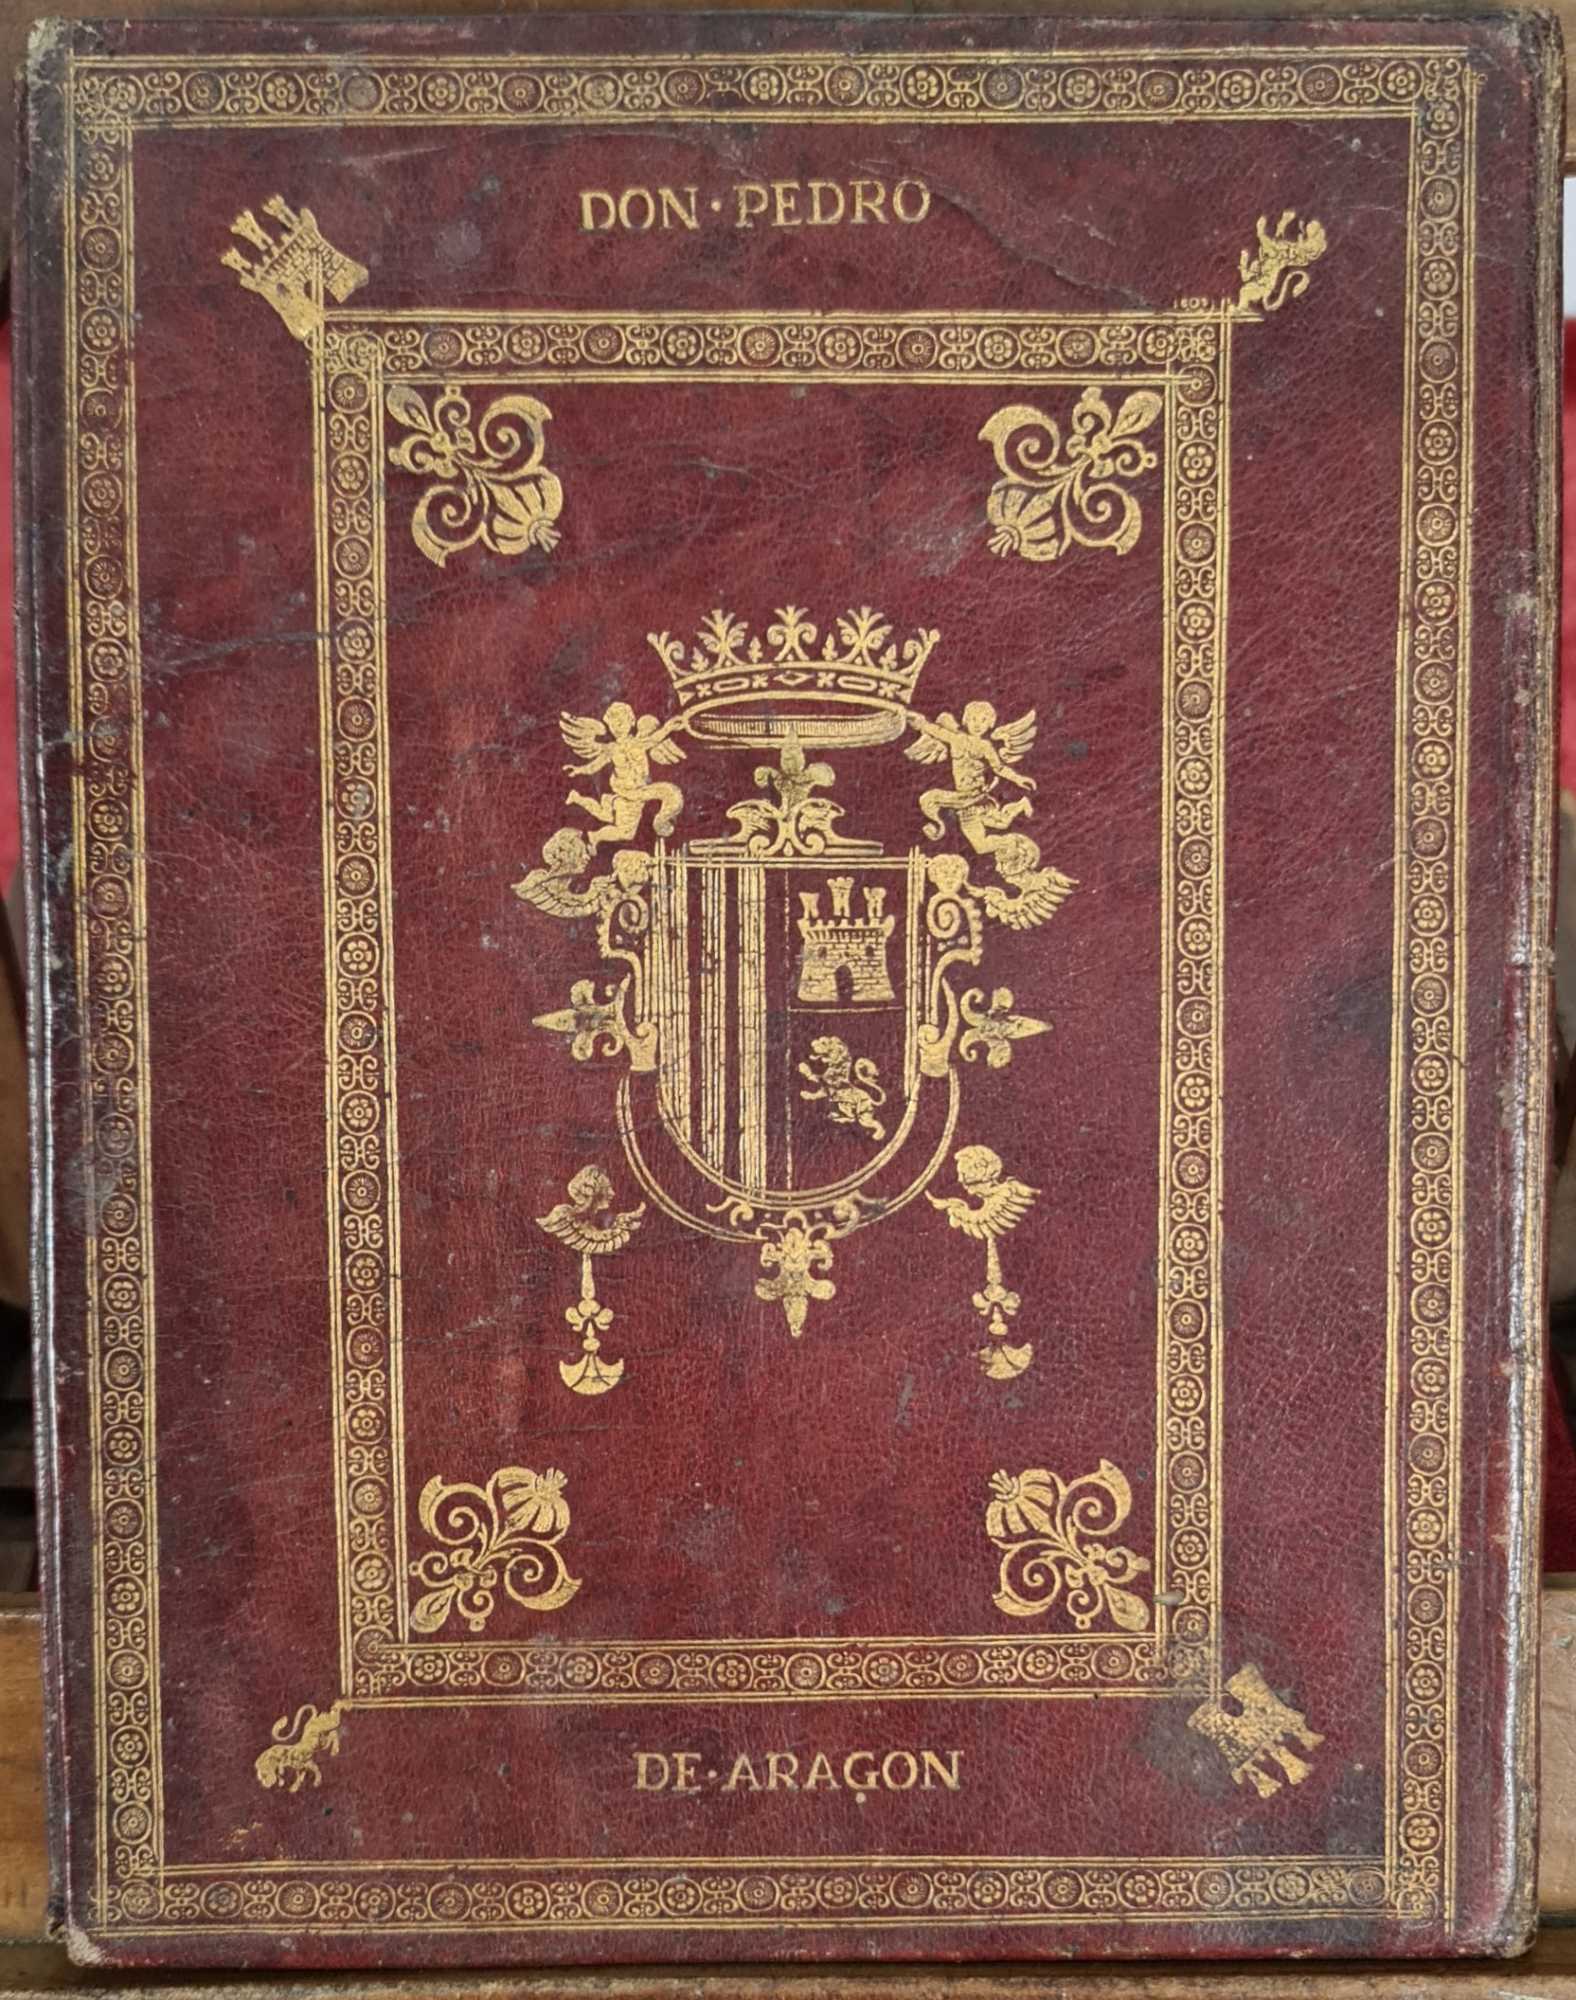 DON · PEDRO
DE · ARAGON